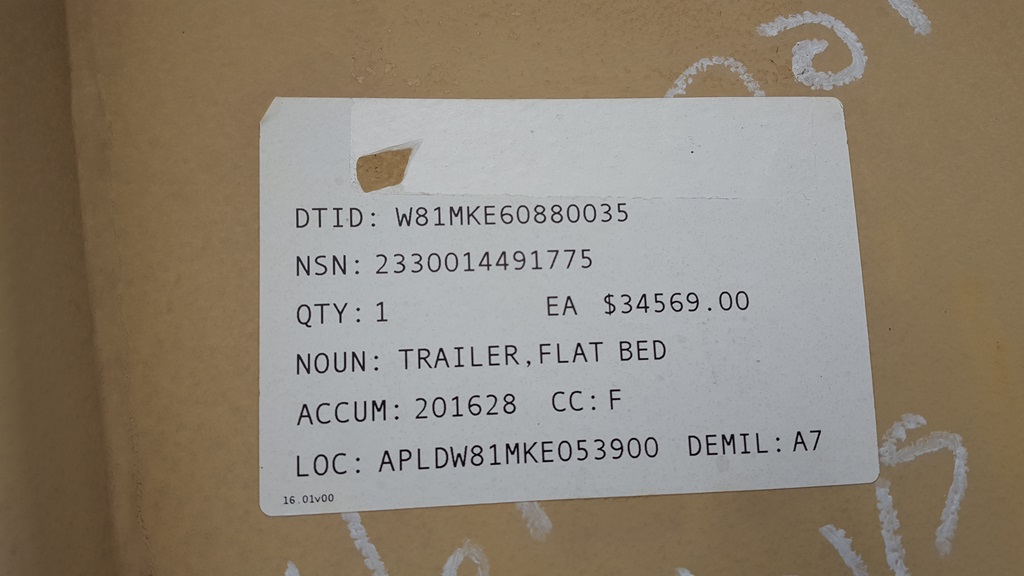 DTID: W81MKE60880035
NSN: 2330014491775
QTY: 1 EA $34569.00
NOUN: TRAILER,FLAT BED
ACCUM: 201628 CC: F
LOC: APLDW81MKE053900 DEMIL: A7
16.01v00